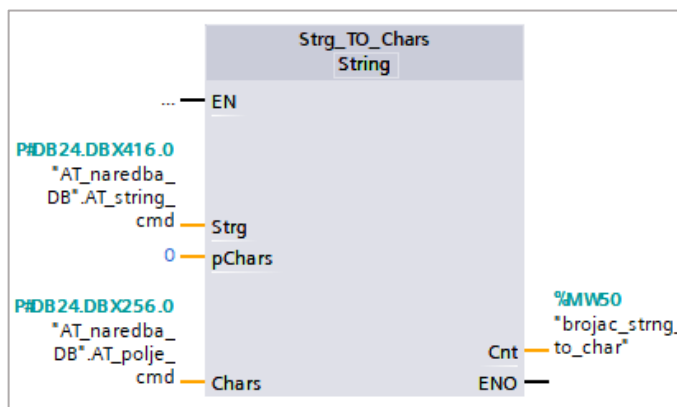 Strg_TO_Chars
String
...
EN
P#DB24.DBX416.0
"AT_naredba_
DB".AT_string_
cmd
Strg
0
pChars
P#DB24.DBX256.0
"AT_naredba_
DB".AT_polje_
cmd
Chars
%MW50
"brojac_strng_
to_char"
Cnt
ENO